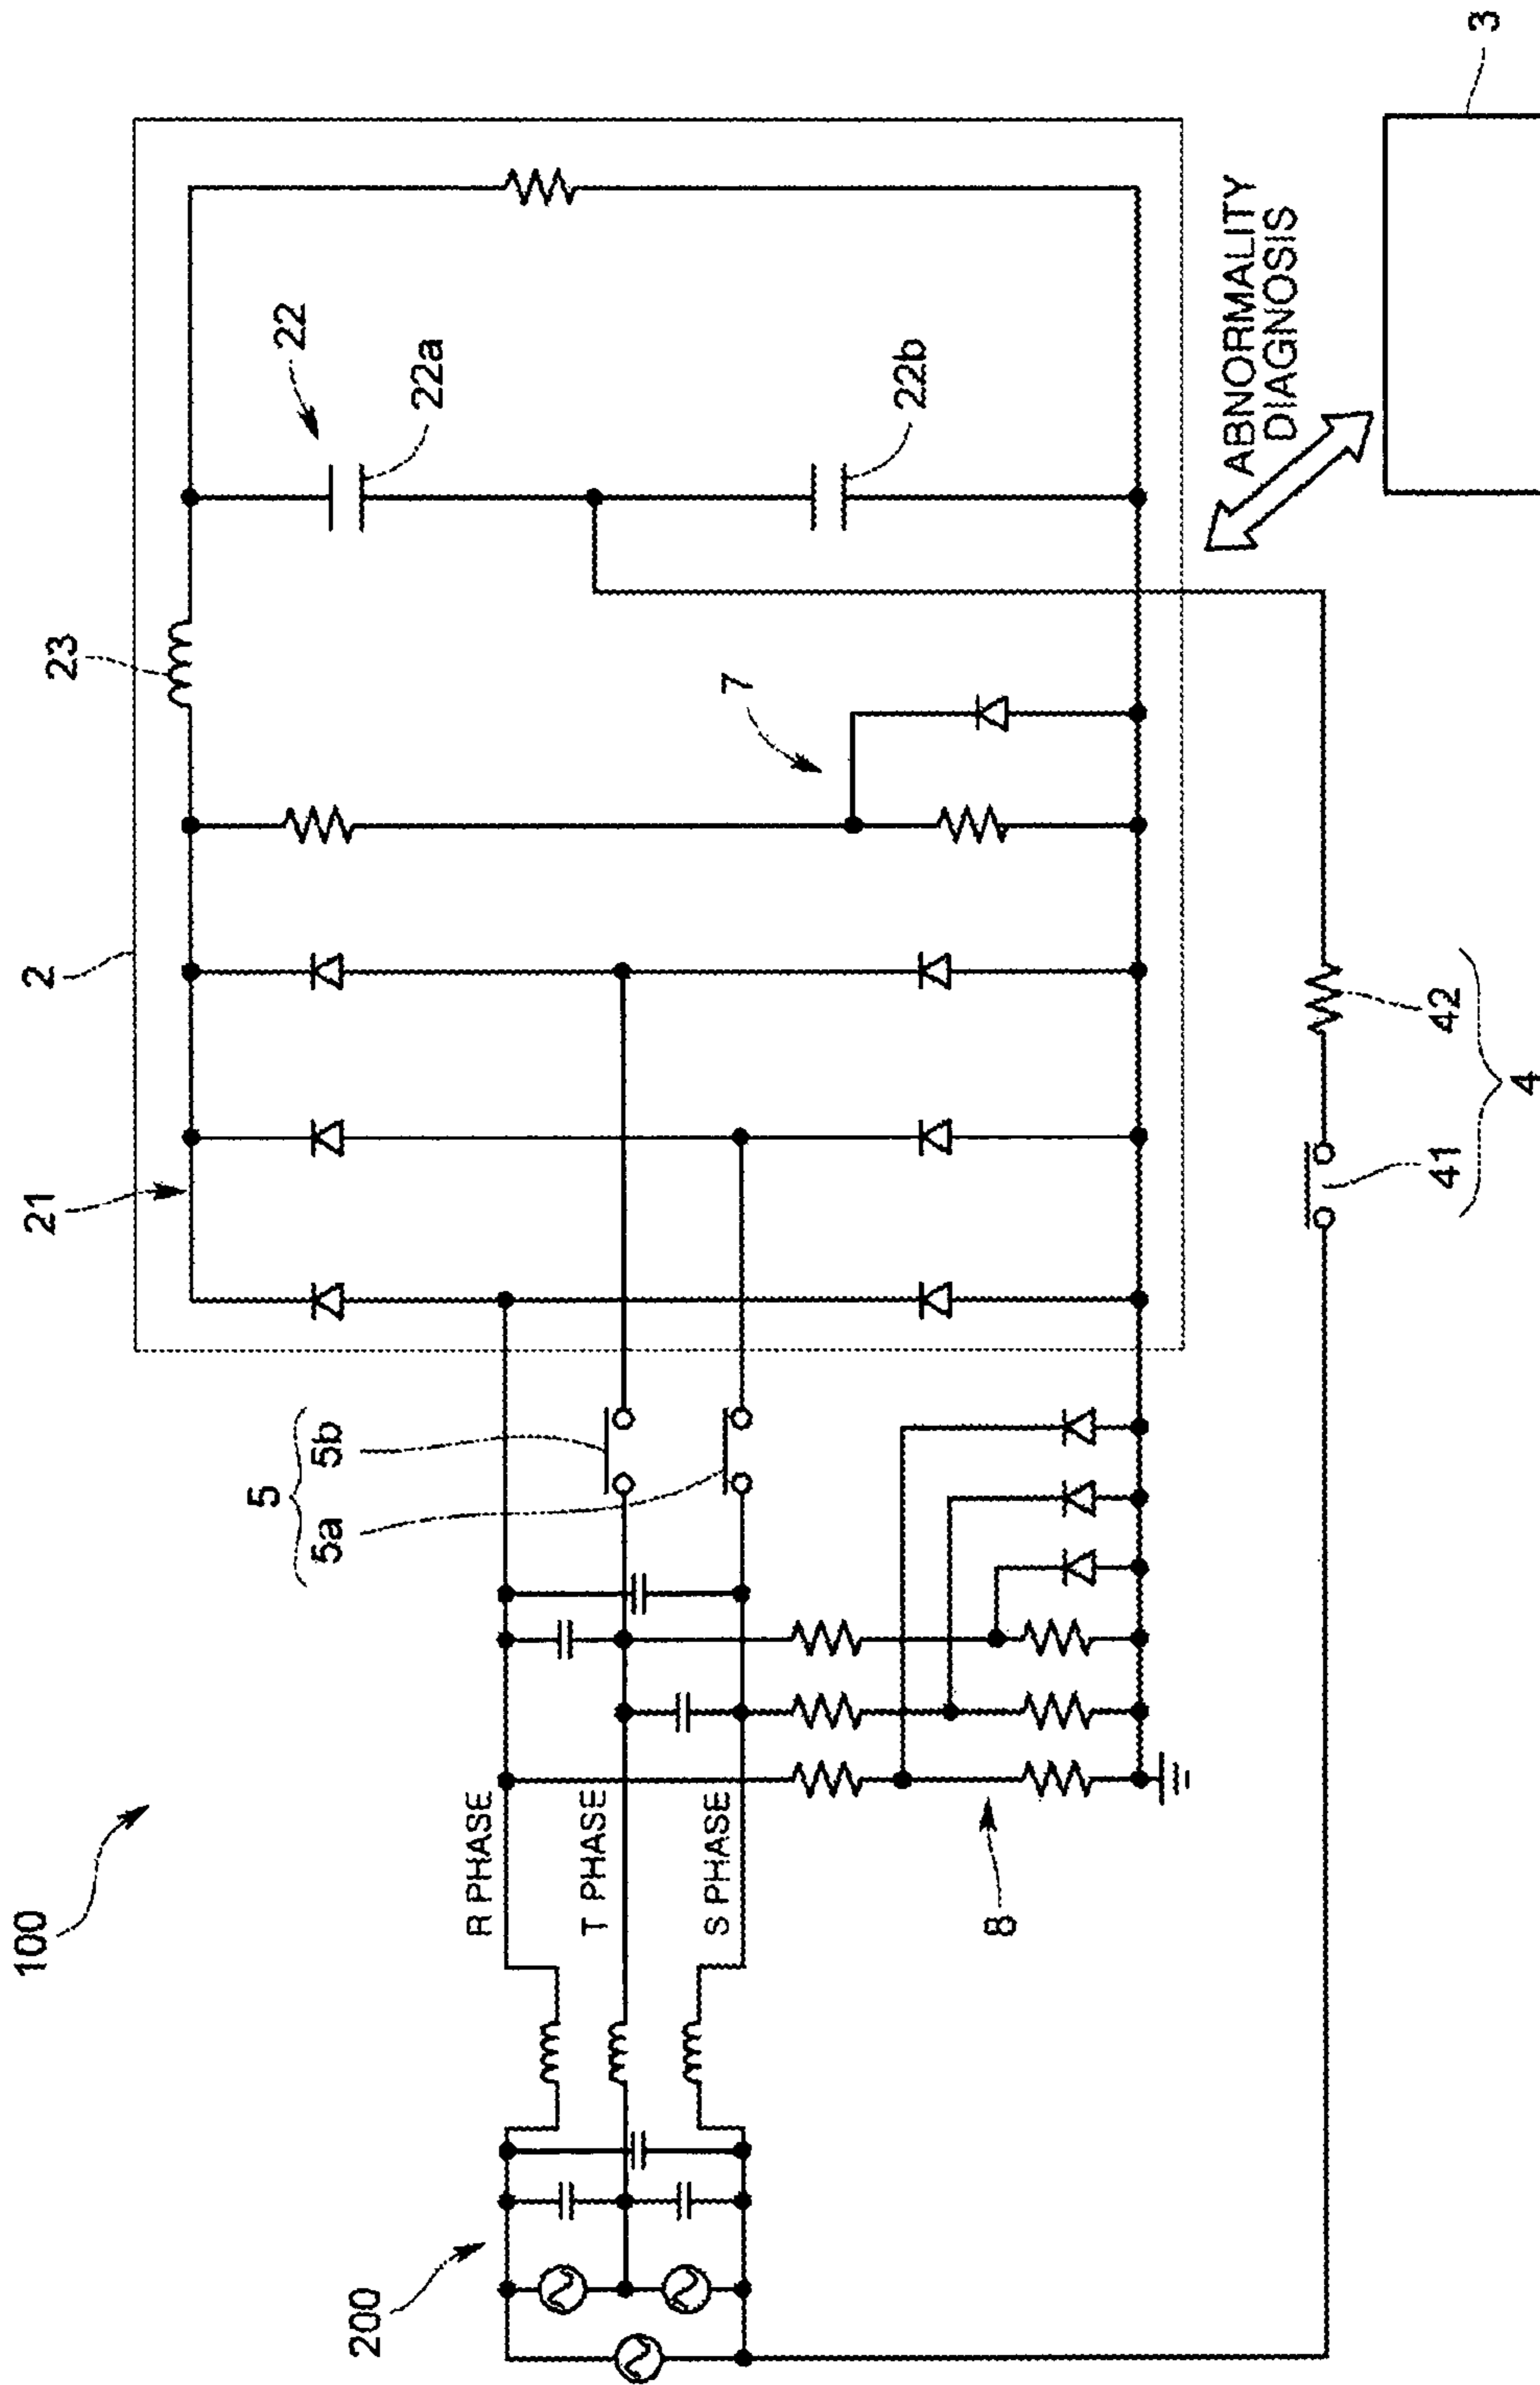 100
200
R PHASE
T PHASE
S PHASE
8
5
5a
5b
21
2
23
7
22
22a
22b
ABNORMALITY
DIAGNOSIS
3
41
42
4